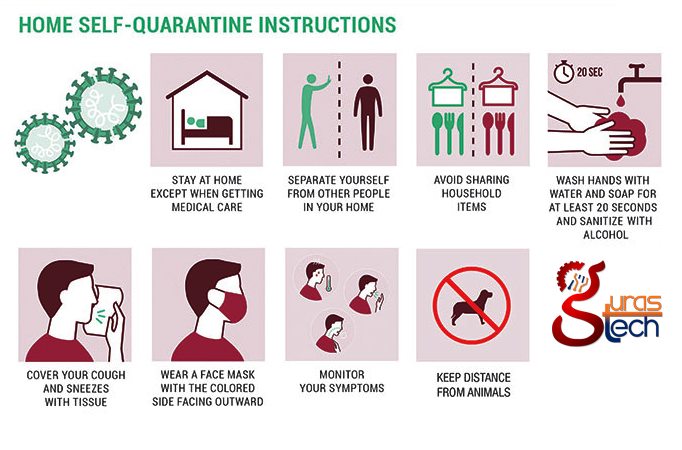 HOME SELF-QUARANTINE INSTRUCTIONS
STAY AT HOME
EXCEPT WHEN GETTING
MEDICAL CARE
SEPARATE YOURSELF
FROM OTHER PEOPLE
IN YOUR HOME
AVOID SHARING
HOUSEHOLD
ITEMS
20 SEC
WASH HANDS WITH
WATER AND SOAP FOR
AT LEAST 20 SECONDS
AND SANITIZE WITH
ALCOHOL
COVER YOUR COUGH
AND SNEEZES
WITH TISSUE
WEAR A FACE MASK
WITH THE COLORED
SIDE FACING OUTWARD
MONITOR
YOUR SYMPTOMS
KEEP DISTANCE
FROM ANIMALS
guras
tech